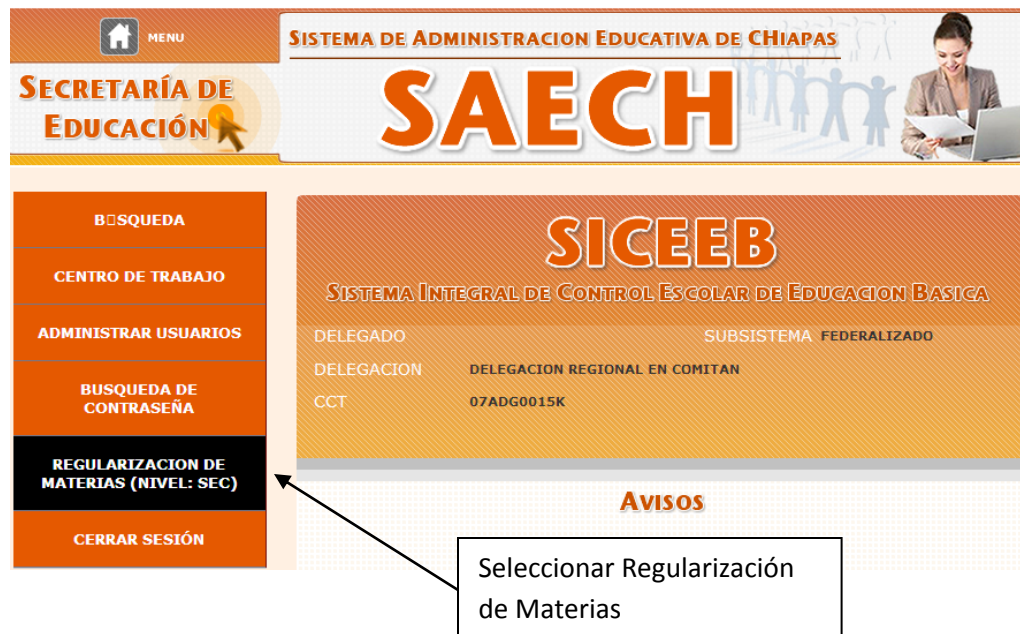 MENU
SISTEMA DE ADMINISTRACION EDUCATIVA DE CHIAPAS
SECRETARÍA DE
EDUCACIÓN
SAECH
B□SQUEDA
CENTRO DE TRABAJO
ADMINISTRAR USUARIOS
BUSQUEDA DE
CONTRASEÑA
REGULARIZACION DE
MATERIAS (NIVEL: SEC)
CERRAR SESIÓN
SICEEB
SISTEMA INTEGRAL DE CONTROL ESCOLAR DE EDUCACION BASICA
DELEGADO SUBSISTEMA FEDERALIZADO
DELEGACION DELEGACION REGIONAL EN COMITAN
CCT 07ADG0015K
AVISOS
Seleccionar Regularización
de Materias